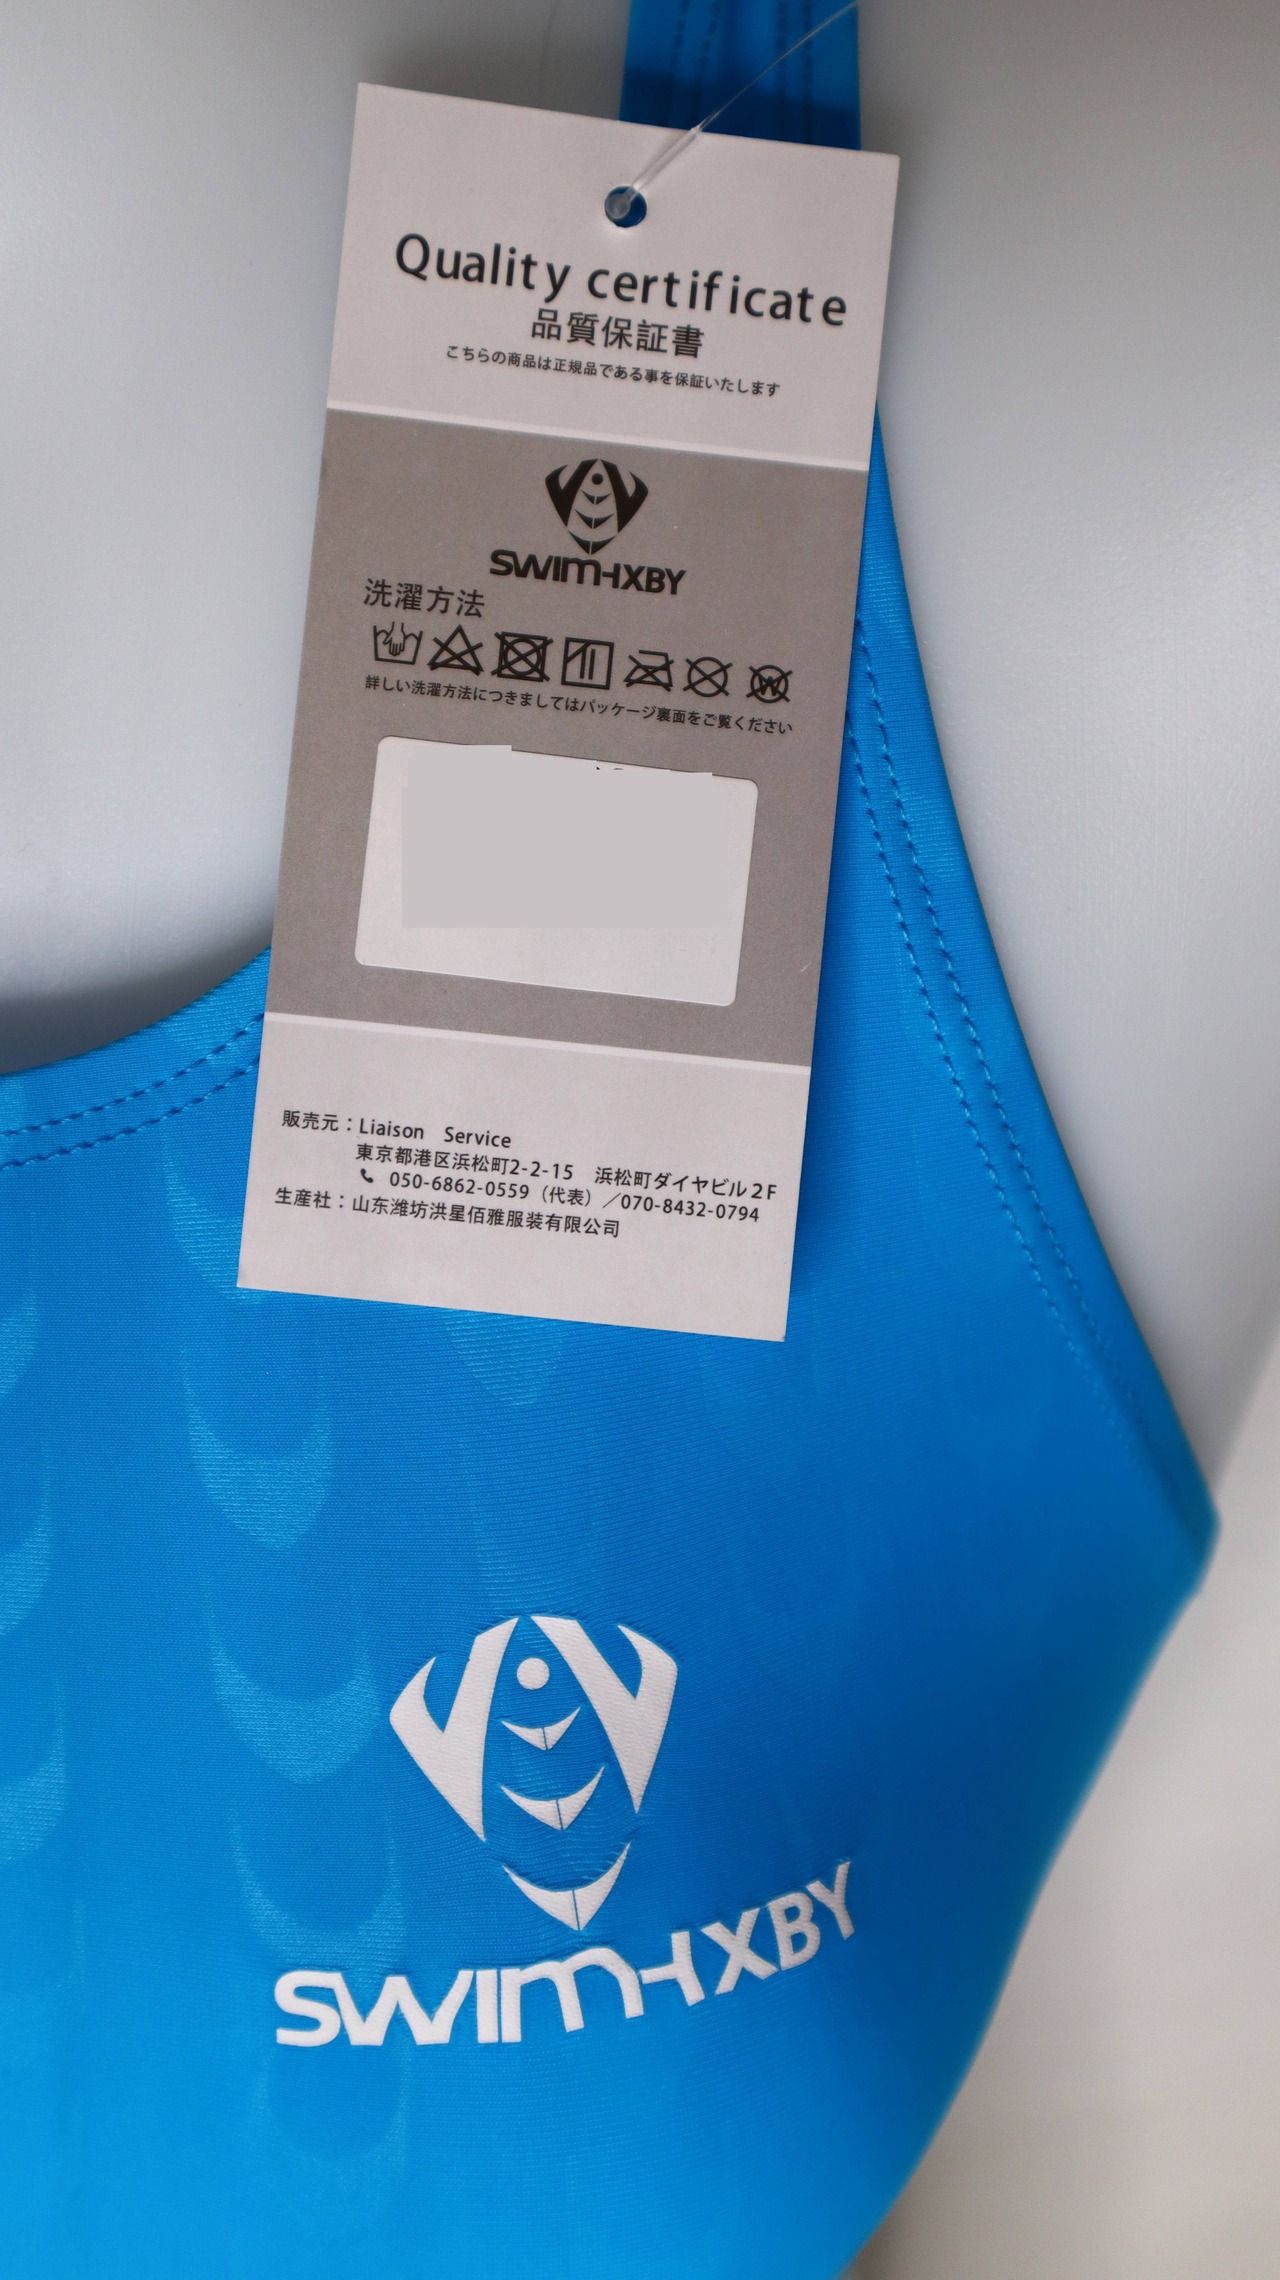 Quality certificate
品質保証書
こちらの商品は正規品である事を保証いたします
SWIM-HXBY
洗濯方法
W
詳しい洗濯方法につきましてはパッケージ裏面をご覧ください
販売元：Liaison Service
東京都港区浜松町2-2-15 浜松町ダイヤビル2F
050-6862-0559（代表）／070-8432-0794
生産社：山东潍坊洪星佰雅服装有限公司
SWIM-HXBY